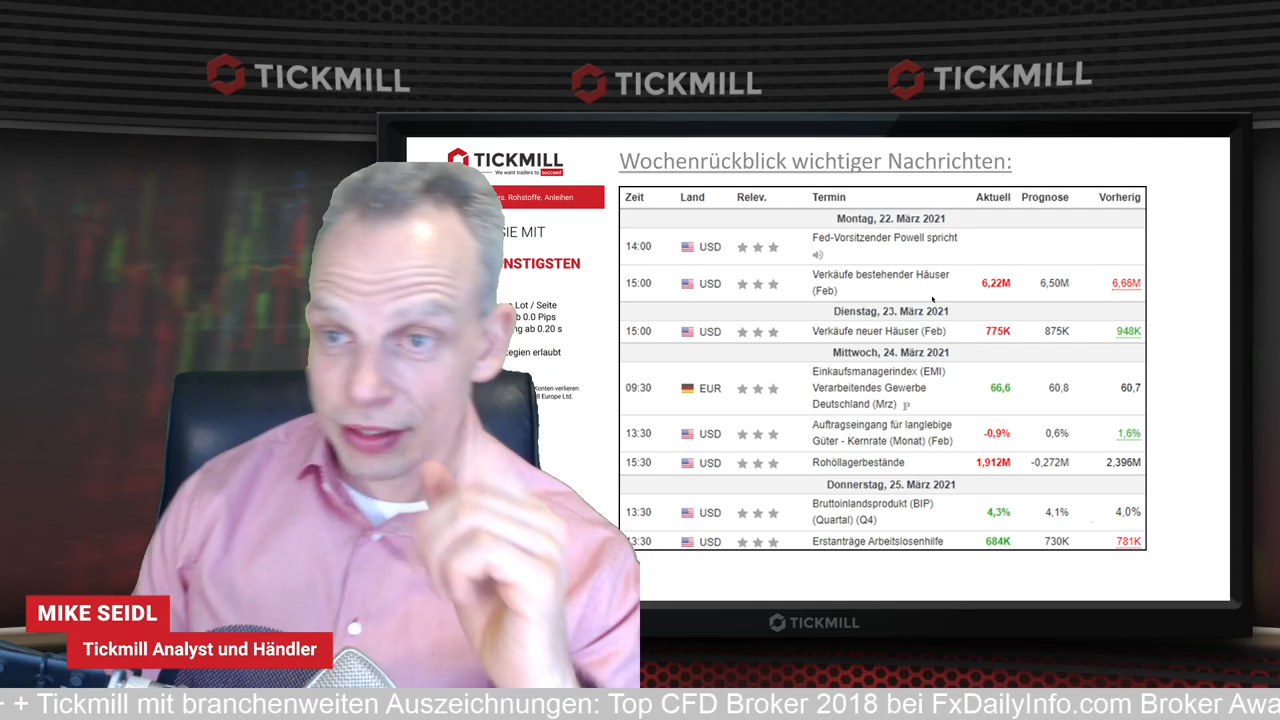 TICKMILL
TICKMILL
TICKMILL
TICKMILL
We want traders to succeed
es. Rohstoffe. Anleihen
SIE MIT
NSTIGSTEN
Lot / Seite
b 0.0 Pips
ng ab 0.20 s
egien erlaubt
Konten verlieren
ll Europe Ltd.
Wochenrückblick wichtiger Nachrichten:
Zeit Land Relev. Termin Aktuell Prognose Vorherig
Montag, 22. März 2021
14:00 USD Fed-Vorsitzender Powell spricht
15:00 USD Verkäufe bestehender Häuser
(Feb) 6,22M 6,50M 6,66M
Dienstag, 23. März 2021
15:00 USD Verkäufe neuer Häuser (Feb) 775K 875K 948K
Mittwoch, 24. März 2021
09:30 EUR Einkaufsmanagerindex (EMI)
Verarbeitendes Gewerbe 66,6 60,8 60,7
Deutschland (Mrz) P
13:30 USD Auftragseingang für langlebige
Güter - Kernrate (Monat) (Feb) -0,9% 0,6% 1,6%
15:30 USD Rohöllagerbestände 1,912M -0,272M 2,396M
Donnerstag, 25. März 2021
13:30 USD Bruttoinlandsprodukt (BIP)
(Quartal) (Q4) 4,3% 4,1% 4,0%
13:30 USD Erstanträge Arbeitslosenhilfe 684K 730K 781K
TICKMILL
MIKE SEIDL
Tickmill Analyst und Händler
+ Tickmill mit branchenweiten Auszeichnungen: Top CFD Broker 2018 bei FxDailyInfo.com Broker Awa